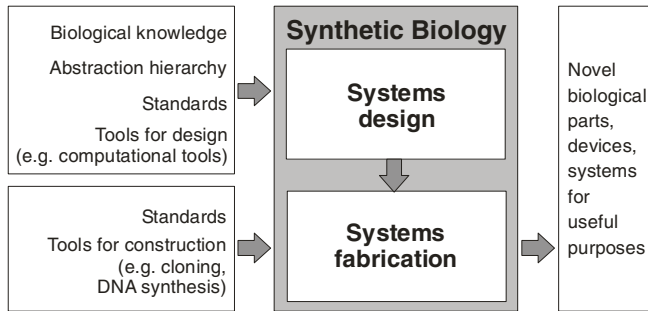 Biological knowledge
Abstraction hierarchy
Standards
Tools for design
(e.g. computational tools)
Standards
Tools for construction
(e.g. cloning,
DNA synthesis)
Synthetic Biology
Systems
design
Systems
fabrication
Novel
biological
parts,
devices,
systems
for
useful
purposes